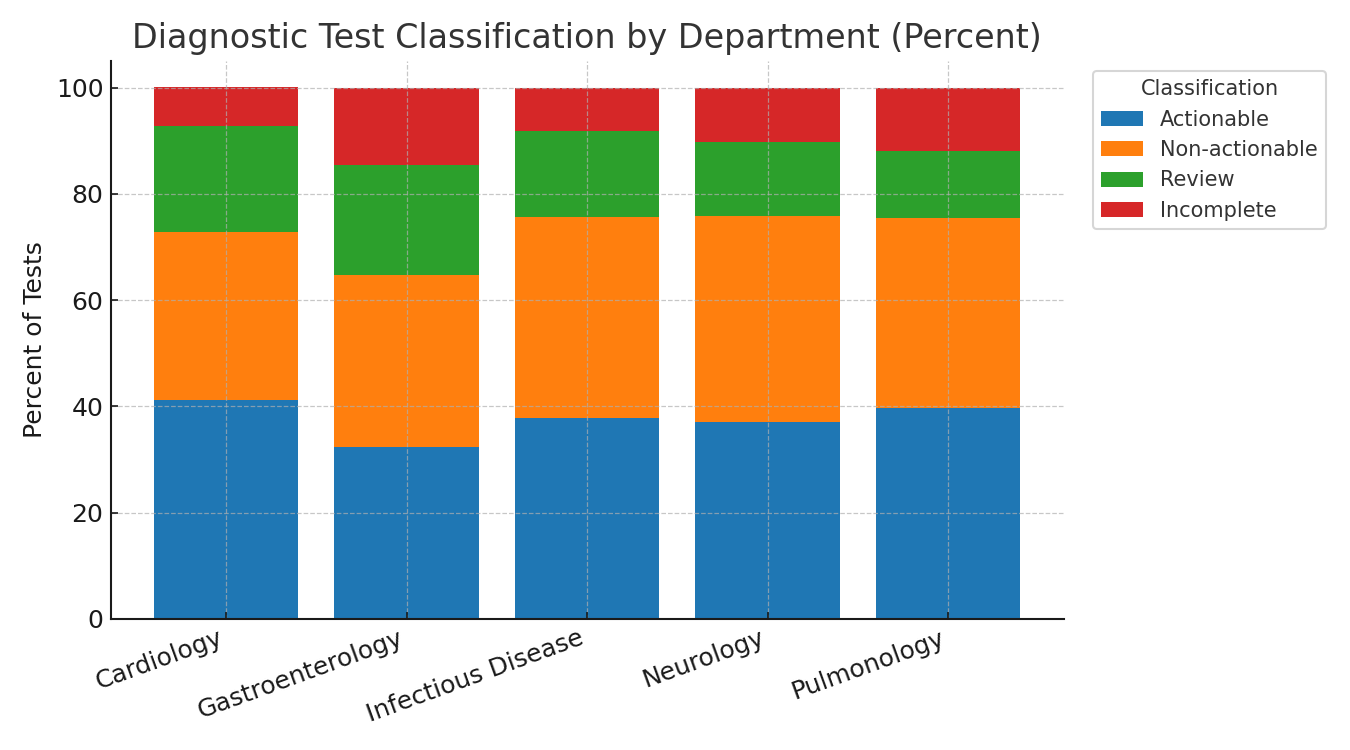 Diagnostic Test Classification by Department (Percent)
Percent of Tests
100
80
60
40
20
0
Cardiology
Gastroenterology
Infectious Disease
Neurology
Pulmonology
Classification
Actionable
Non-actionable
Review
Incomplete